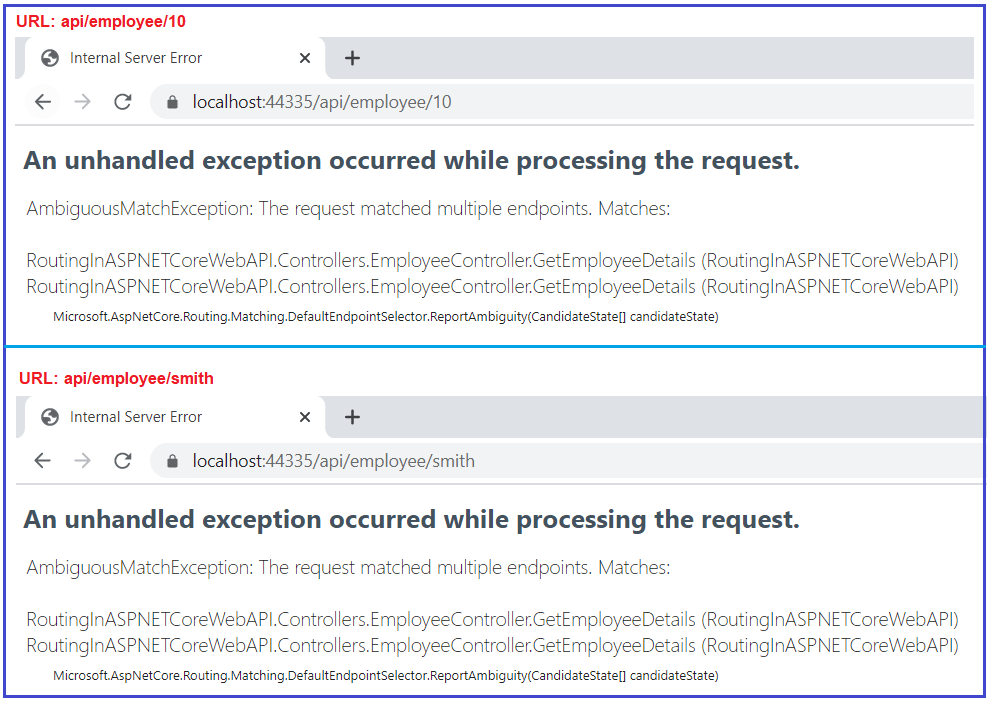 URL: api/employee/10
Internal Server Error
localhost:44335/api/employee/10
An unhandled exception occurred while processing the request.
AmbiguousMatchException: The request matched multiple endpoints. Matches:
RoutingInASPNETCoreWebAPI.Controllers.EmployeeController.GetEmployeeDetails (RoutingInASPNETCoreWebAPI)
RoutingInASPNETCoreWebAPI.Controllers.EmployeeController.GetEmployeeDetails (RoutingInASPNETCoreWebAPI)
Microsoft.AspNetCore.Routing.Matching.DefaultEndpointSelector.ReportAmbiguity(CandidateState[] candidateState)
URL: api/employee/smith
Internal Server Error
localhost:44335/api/employee/smith
An unhandled exception occurred while processing the request.
AmbiguousMatchException: The request matched multiple endpoints. Matches:
RoutingInASPNETCoreWebAPI.Controllers.EmployeeController.GetEmployeeDetails (RoutingInASPNETCoreWebAPI)
RoutingInASPNETCoreWebAPI.Controllers.EmployeeController.GetEmployeeDetails (RoutingInASPNETCoreWebAPI)
Microsoft.AspNetCore.Routing.Matching.DefaultEndpointSelector.ReportAmbiguity(CandidateState[] candidateState)